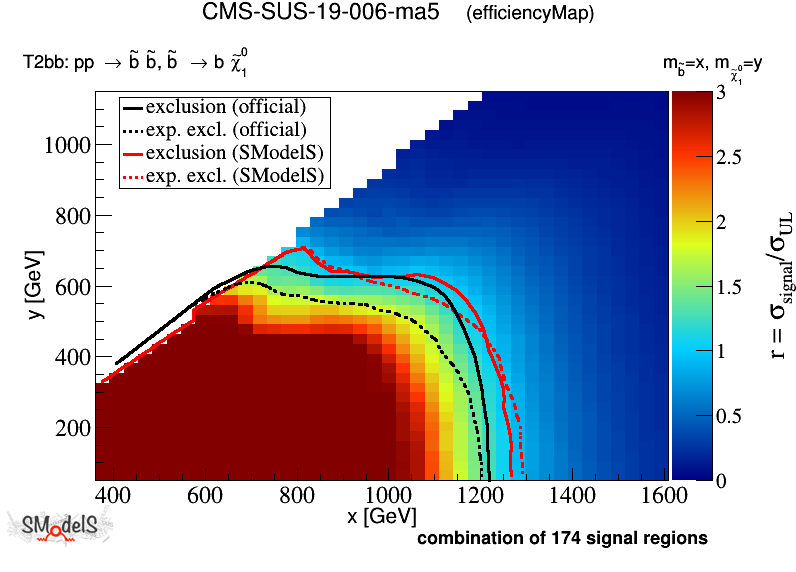 CMS-SUS-19-006-ma5 (efficiencyMap)
T2bb: pp → b̃ b̃, b̃ → b χ̃₁⁰
m_b̃=x, m_χ̃₁⁰=y
exclusion (official)
exp. excl. (official)
exclusion (SModelS)
exp. excl. (SModelS)
1000
800
600
400
200
y [GeV]
400 600 800 1000 1200 1400 1600
x [GeV]
3
2.5
2
1.5
1
0.5
0
r = σ_signal/σ_UL
SModelS
combination of 174 signal regions